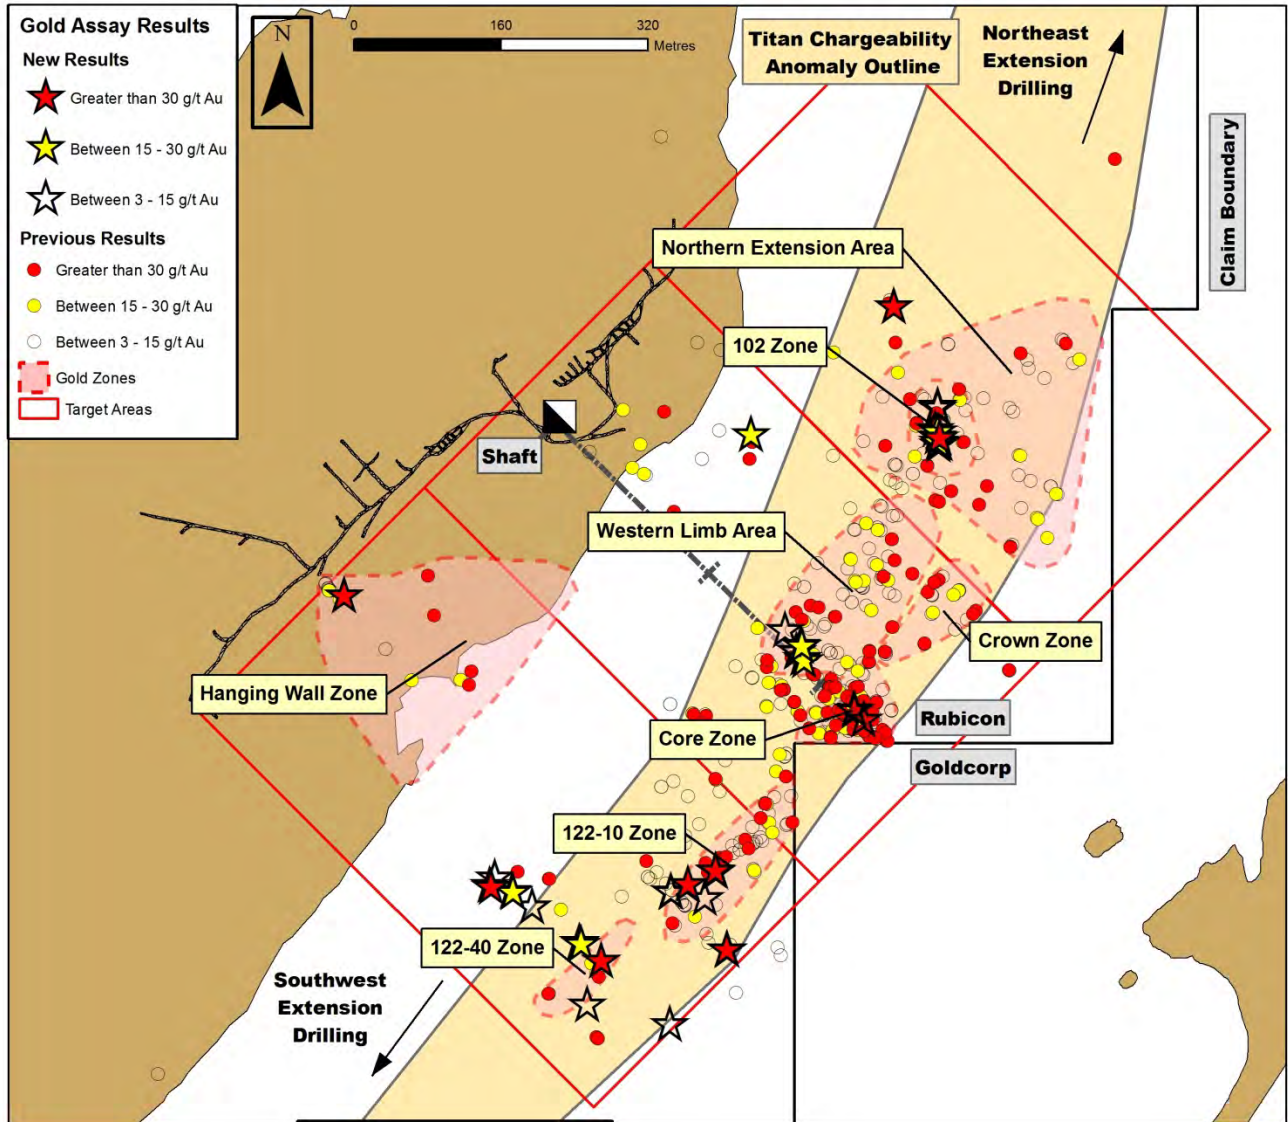 Gold Assay Results
New Results
Greater than 30 g/t Au
Between 15 - 30 g/t Au
Between 3 - 15 g/t Au
Previous Results
Greater than 30 g/t Au
Between 15 - 30 g/t Au
Between 3 - 15 g/t Au
Gold Zones
Target Areas
N
0 160 320
Metres
Titan Chargeability
Anomaly Outline
Northeast
Extension
Drilling
Claim Boundary
Northern Extension Area
102 Zone
Shaft
Western Limb Area
Crown Zone
Hanging Wall Zone
Core Zone
Rubicon
Goldcorp
122-10 Zone
122-40 Zone
Southwest
Extension
Drilling